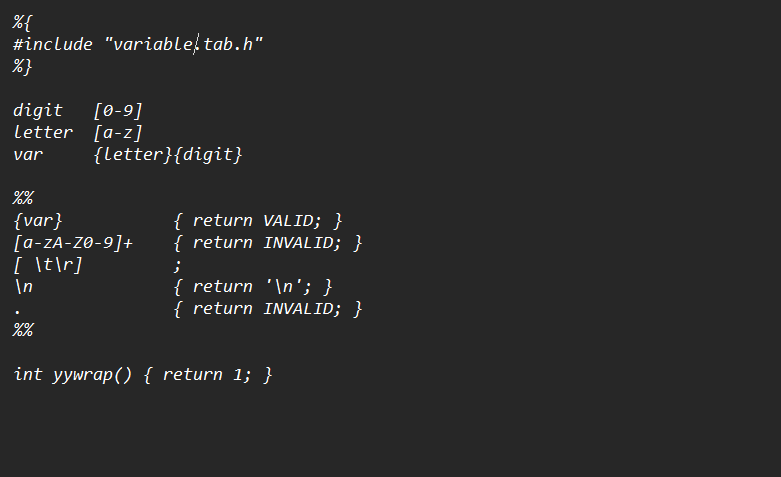 %{
#include "variable.tab.h"
%}
digit   [0-9]
letter  [a-z]
var     {letter}{digit}
%%
{var}           { return VALID; }
[a-zA-Z0-9]+    { return INVALID; }
[ \t\r]         ;
\n              { return '\n'; }
.               { return INVALID; }
%%
int yywrap() { return 1; }